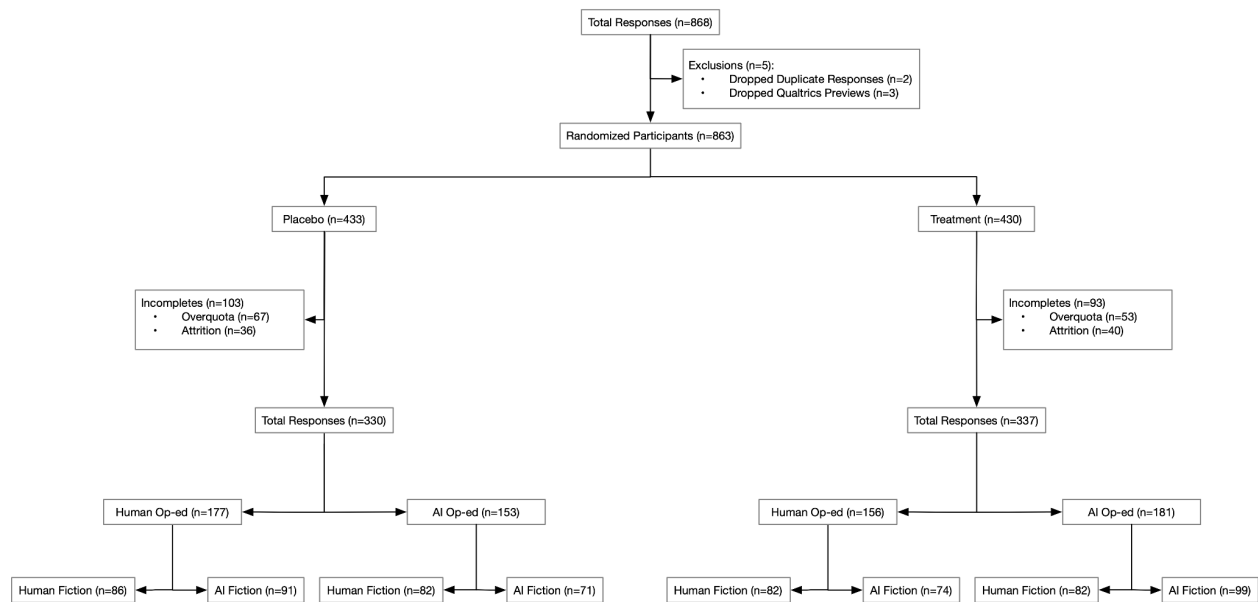 Total Responses (n=868)
Exclusions (n=5):
• Dropped Duplicate Responses (n=2)
• Dropped Qualtrics Previews (n=3)
Randomized Participants (n=863)
Placebo (n=433)
Treatment (n=430)
Incompletes (n=103)
• Overquota (n=67)
• Attrition (n=36)
Incompletes (n=93)
• Overquota (n=53)
• Attrition (n=40)
Total Responses (n=330)
Total Responses (n=337)
Human Op-ed (n=177)
AI Op-ed (n=153)
Human Op-ed (n=156)
AI Op-ed (n=181)
Human Fiction (n=86)
AI Fiction (n=91)
Human Fiction (n=82)
AI Fiction (n=71)
Human Fiction (n=82)
AI Fiction (n=74)
Human Fiction (n=82)
AI Fiction (n=99)